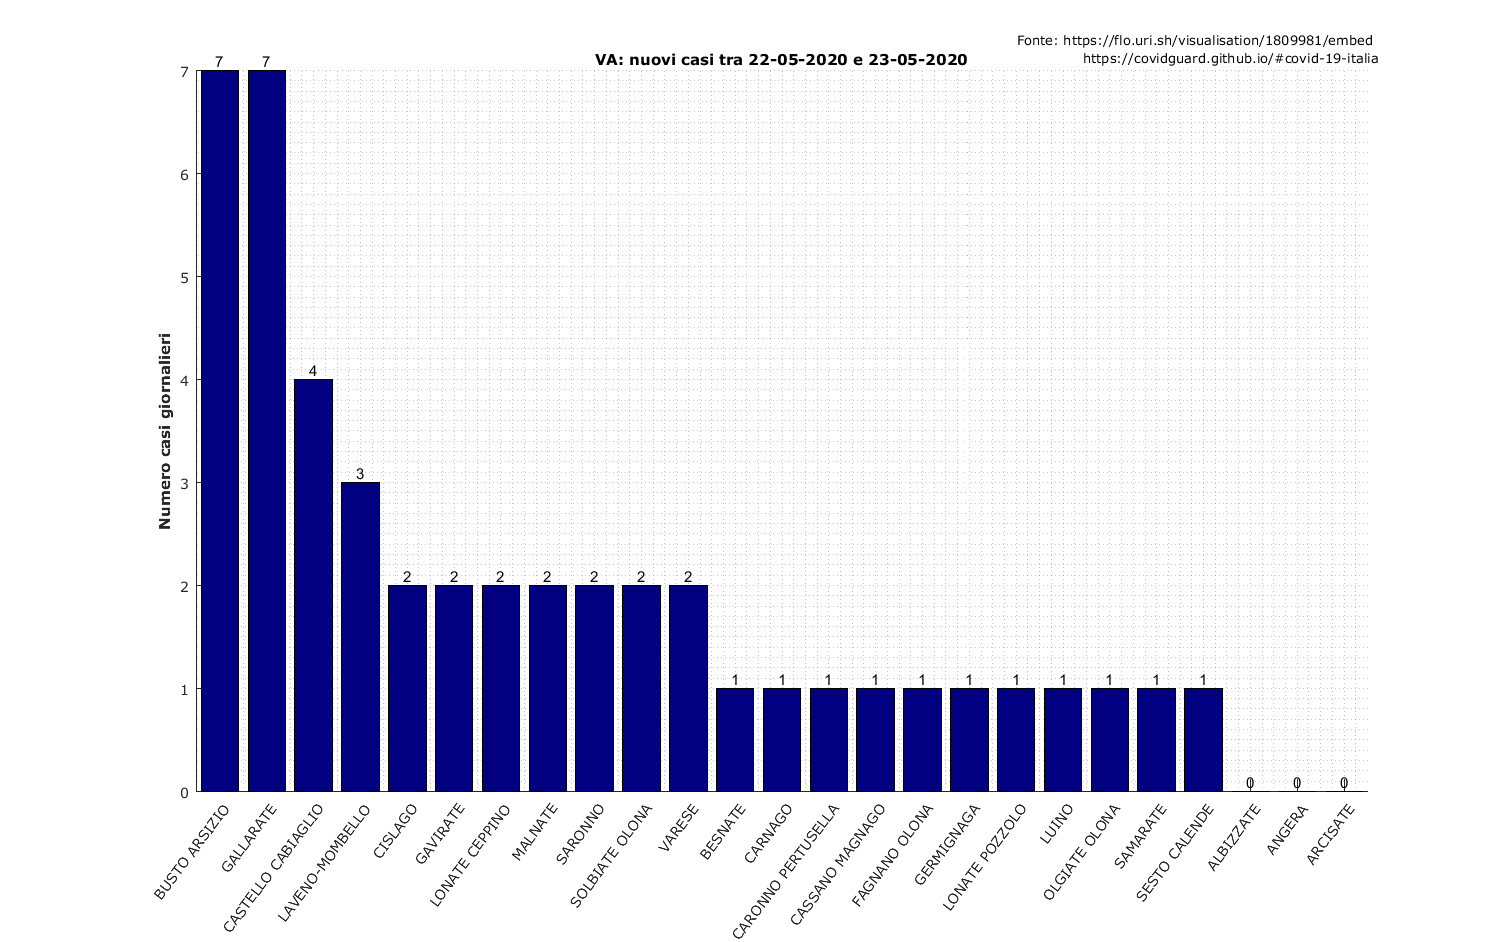 Fonte: https://flo.uri.sh/visualisation/1809981/embed
https://covidguard.github.io/#covid-19-italia
VA: nuovi casi tra 22-05-2020 e 23-05-2020
Numero casi giornalieri
7
6
5
4
3
2
1
0
7 7 4 3 2 2 2 2 2 2 2 1 1 1 1 1 1 1 1 1 1 1 0 0 0
BUSTO ARSIZIO
GALLARATE
CASTELLO CABIAGLIO
LAVENO-MOMBELLO
CISLAGO
GAVIRATE
LONATE CEPPINO
MALNATE
SARONNO
SOLBIATE OLONA
VARESE
BESNATE
CARNAGO
CARONNO PERTUSELLA
CASSANO MAGNAGO
FAGNANO OLONA
GERMIGNAGA
LONATE POZZOLO
LUINO
OLGIATE OLONA
SAMARATE
SESTO CALENDE
ALBIZZATE
ANGERA
ARCISATE